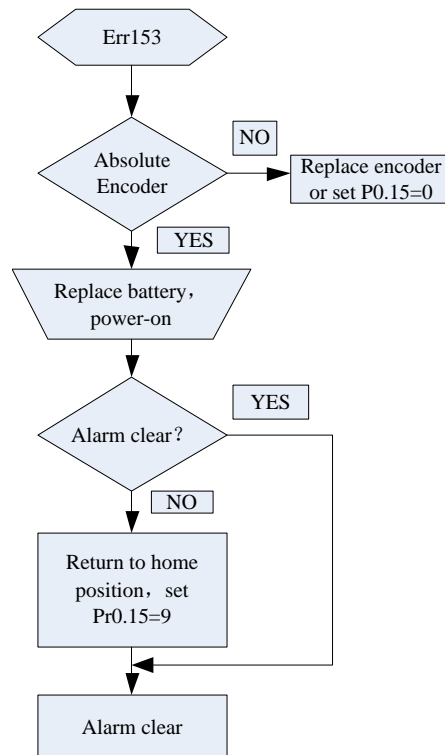 Err153
Absolute
Encoder
NO
Replace encoder
or set P0.15=0
YES
Replace battery，
power-on
Alarm clear？
YES
NO
Return to home
position，set
Pr0.15=9
Alarm clear